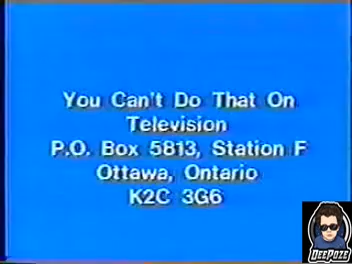 You Can't Do That On
Television
P.O. Box 5813, Station F
Ottawa, Ontario
K2C 3G6
DEEPOZE